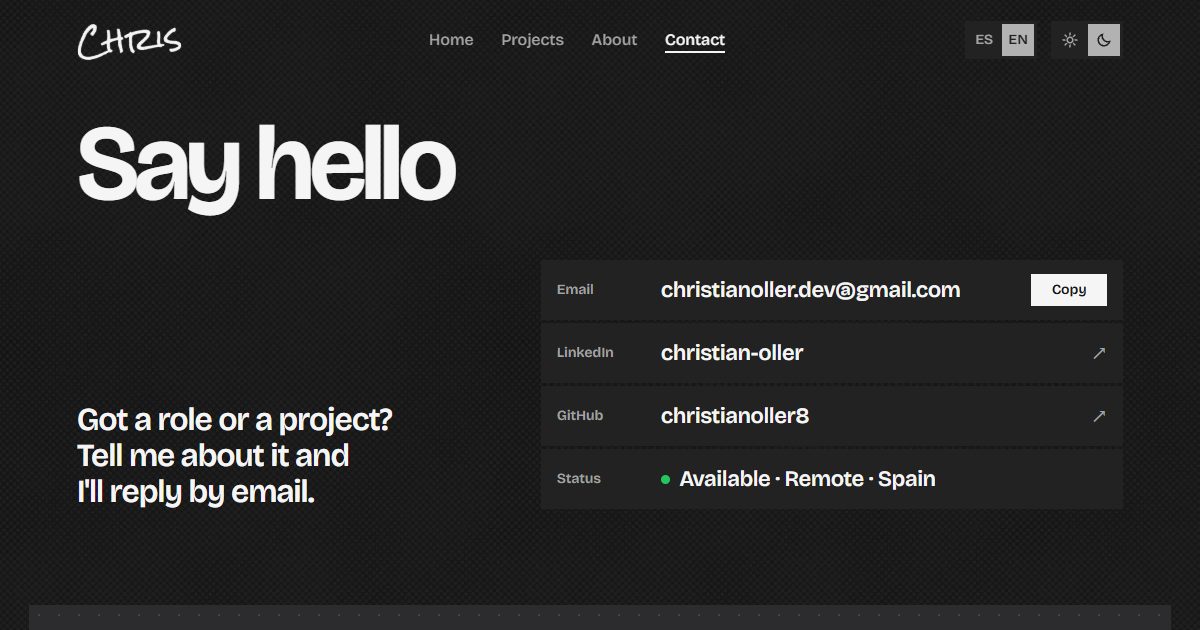 CHRIS
Home Projects About Contact
ES EN
Say hello
Email christianoller.dev@gmail.com Copy
LinkedIn christian-oller ↗
GitHub christianoller8 ↗
Status Available · Remote · Spain
Got a role or a project?
Tell me about it and
I'll reply by email.